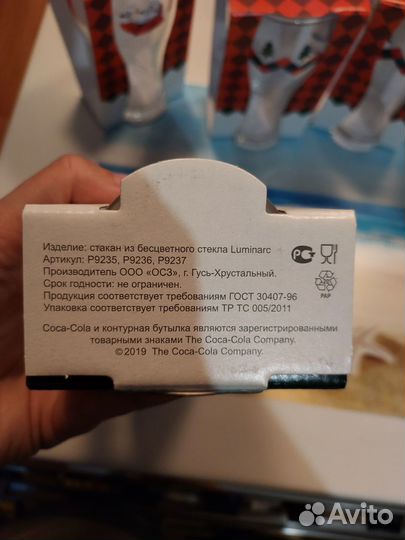 Изделие: стакан из бесцветного стекла Luminarc
Артикул: P9235, P9236, P9237
Производитель ООО «ОСЗ», г. Гусь-Хрустальный.
Срок годности: не ограничен.
Продукция соответствует требованиям ГОСТ 30407-96
Упаковка соответствует требованиям ТР ТС 005/2011
PAP
Coca-Cola и контурная бутылка являются зарегистрированными
товарными знаками The Coca-Cola Company.
©2019 The Coca-Cola Company.
Avito